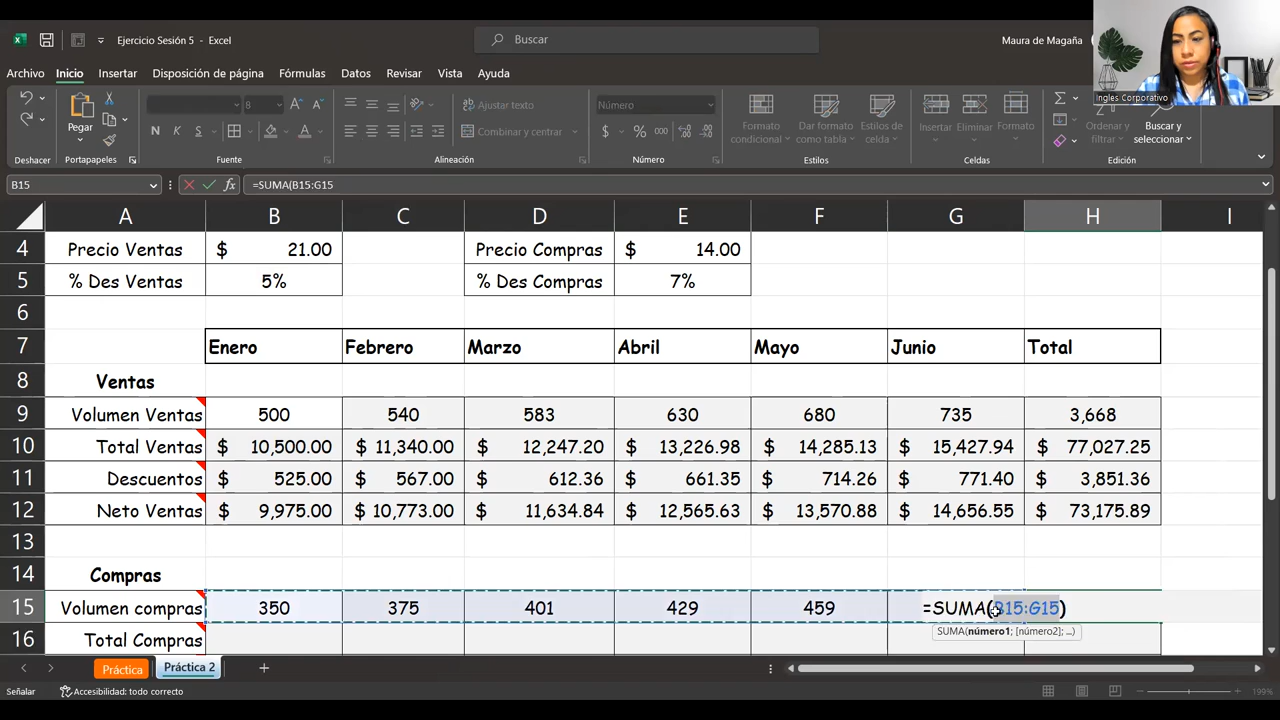 Ejercicio Sesión 5 - Excel
Buscar
Maura de Magaña
Ingles Corporativo
Archivo Inicio Insertar Disposición de página Fórmulas Datos Revisar Vista Ayuda
Pegar
8
Ajustar texto
Combinar y centrar
Número
Formato condicional
Dar formato como tabla
Estilos de celda
Insertar
Eliminar
Formato
Ordenar y filtrar
Buscar y seleccionar
Deshacer Portapapeles Fuente Alineación Número Estilos Celdas Edición
B15 =SUMA(B15:G15
A B C D E F G H I
4 Precio Ventas $ 21.00 Precio Compras $ 14.00
5 % Des Ventas 5% % Des Compras 7%
6
7 Enero Febrero Marzo Abril Mayo Junio Total
8 Ventas
9 Volumen Ventas 500 540 583 630 680 735 3,668
10 Total Ventas $ 10,500.00 $ 11,340.00 $ 12,247.20 $ 13,226.98 $ 14,285.13 $ 15,427.94 $ 77,027.25
11 Descuentos $ 525.00 $ 567.00 $ 612.36 $ 661.35 $ 714.26 $ 771.40 $ 3,851.36
12 Neto Ventas $ 9,975.00 $ 10,773.00 $ 11,634.84 $ 12,565.63 $ 13,570.88 $ 14,656.55 $ 73,175.89
13
14 Compras
15 Volumen compras 350 375 401 429 459 =SUMA(B15:G15)
SUMA(número1; [número2]; ...)
16 Total Compras
Práctica Práctica 2
Señalar Accesibilidad: todo correcto 199%